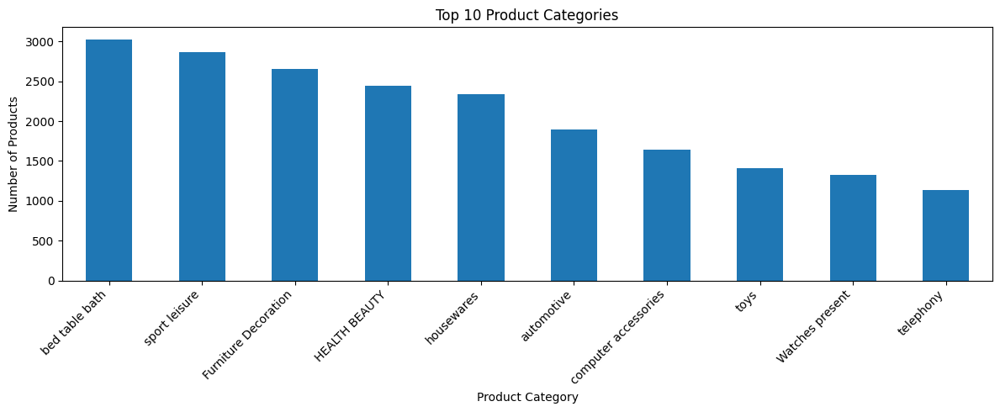 Top 10 Product Categories
Number of Products
3000
2500
2000
1500
1000
500
0
bed table bath
sport leisure
Furniture Decoration
HEALTH BEAUTY
housewares
automotive
computer accessories
toys
Watches present
telephony
Product Category